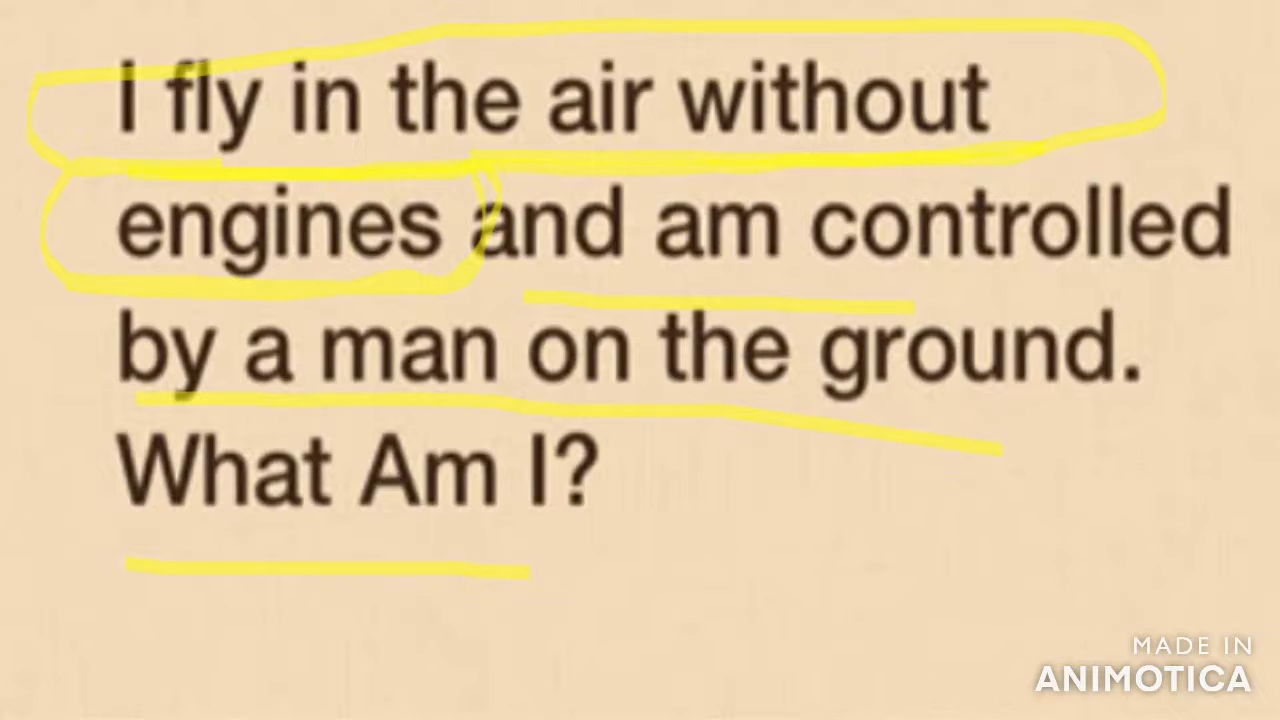 I fly in the air without
engines and am controlled
by a man on the ground.
What Am I?
MADE IN
ANIMOTICA